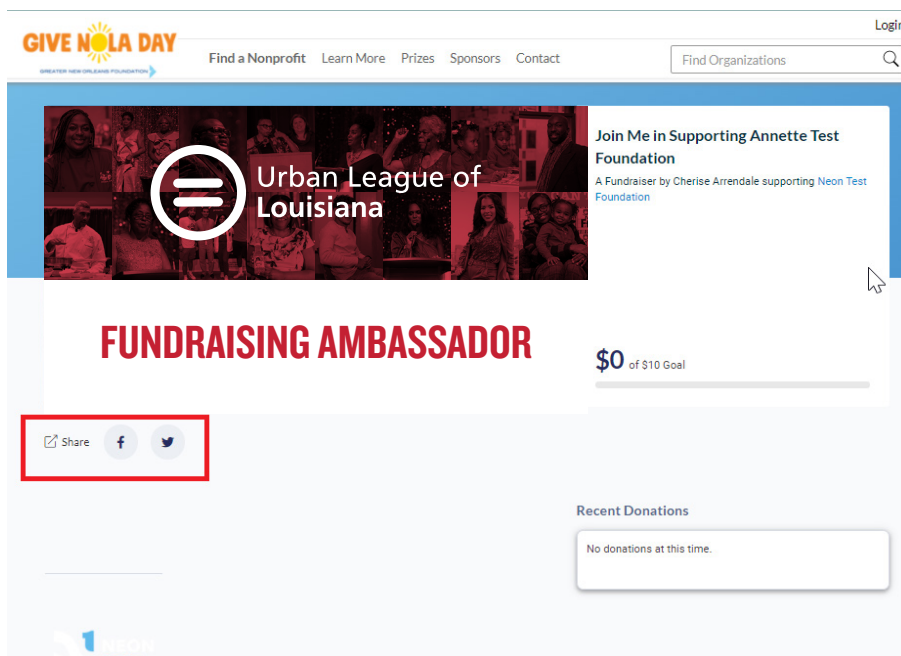 Login
GIVE NOLA DAY
GREATER NEW ORLEANS FOUNDATION
Find a Nonprofit Learn More Prizes Sponsors Contact
Find Organizations
Urban League of
Louisiana
Join Me in Supporting Annette Test
Foundation
A Fundraiser by Cherise Arrendale supporting Neon Test
Foundation
FUNDRAISING AMBASSADOR
$0 of $10 Goal
Share
Recent Donations
No donations at this time.
NEON